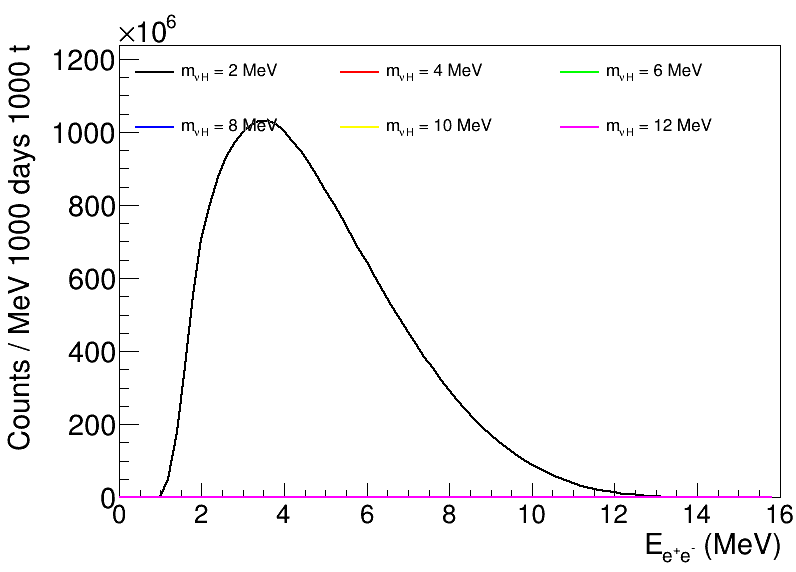 ×10⁶
Counts / MeV 1000 days 1000 t
1200
1000
800
600
400
200
0
m_νH = 2 MeV
m_νH = 4 MeV
m_νH = 6 MeV
m_νH = 8 MeV
m_νH = 10 MeV
m_νH = 12 MeV
0 2 4 6 8 10 12 14 16
E_e⁺e⁻ (MeV)